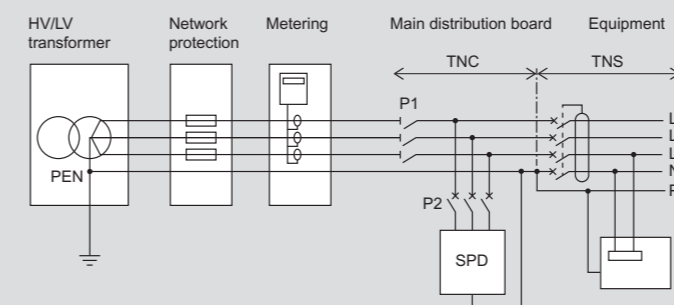 HV/LV
transformer
Network
protection
Metering
Main distribution board
Equipment
TNC
TNS
P1
PEN
P2
SPD
L
L
L
N